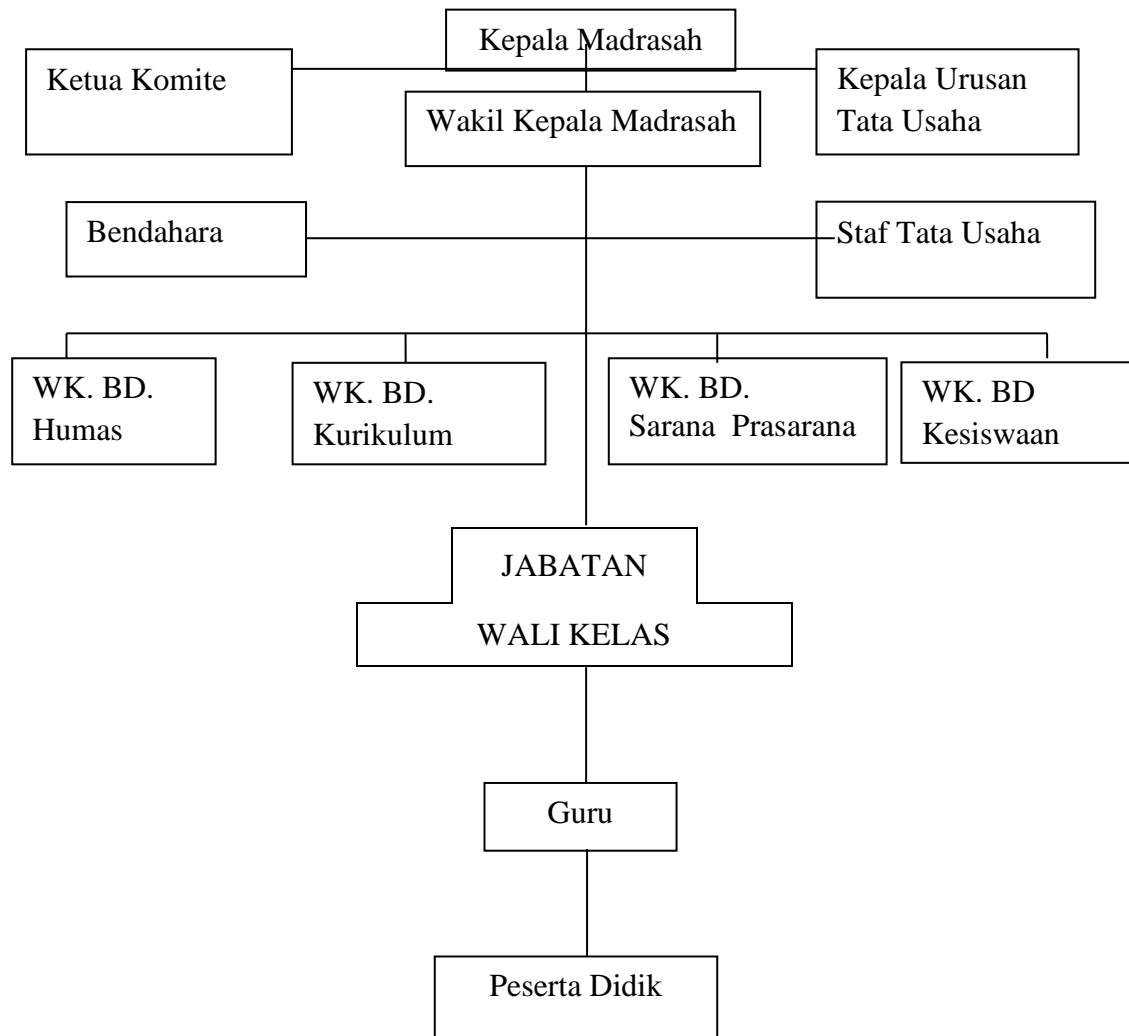 Kepala Madrasah
Ketua Komite
Kepala Urusan
Tata Usaha
Wakil Kepala Madrasah
Bendahara
Staf Tata Usaha
WK. BD.
Humas
WK. BD.
Kurikulum
WK. BD.
Sarana Prasarana
WK. BD
Kesiswaan
JABATAN
WALI KELAS
Guru
Peserta Didik